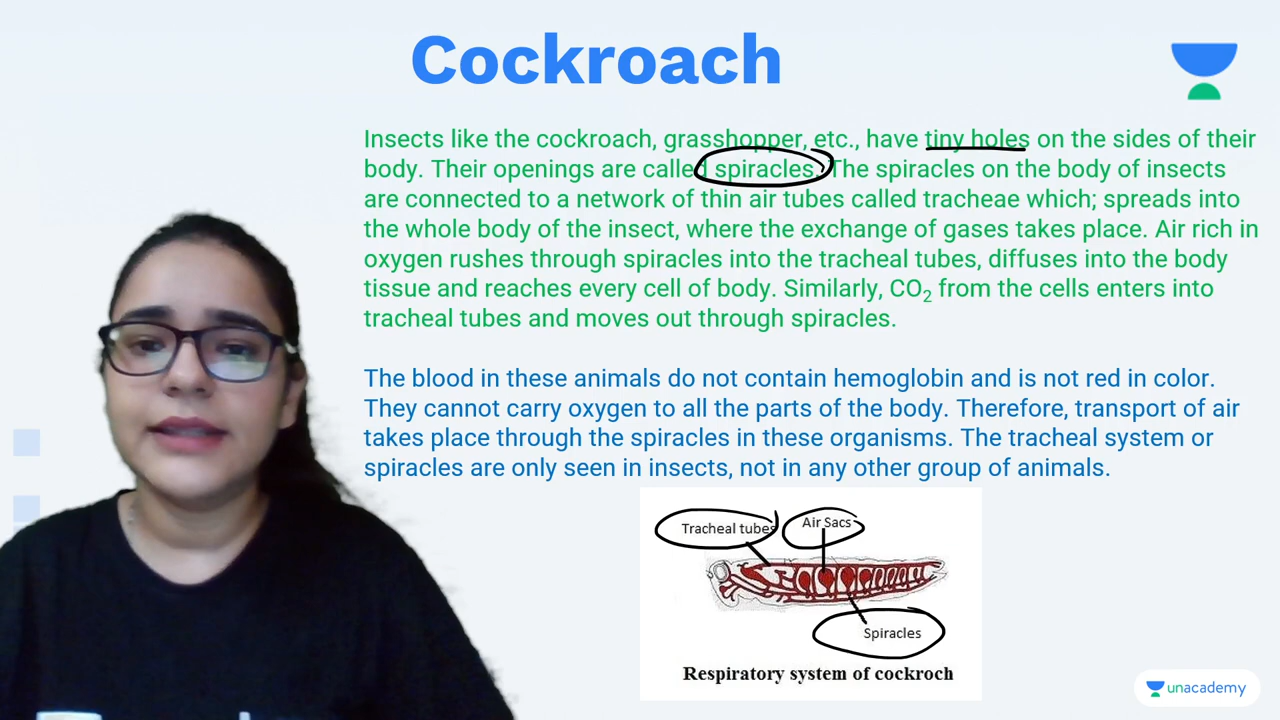 Cockroach
Insects like the cockroach, grasshopper, etc., have tiny holes on the sides of their
body. Their openings are called spiracles. The spiracles on the body of insects
are connected to a network of thin air tubes called tracheae which; spreads into
the whole body of the insect, where the exchange of gases takes place. Air rich in
oxygen rushes through spiracles into the tracheal tubes, diffuses into the body
tissue and reaches every cell of body. Similarly, CO₂ from the cells enters into
tracheal tubes and moves out through spiracles.
The blood in these animals do not contain hemoglobin and is not red in color.
They cannot carry oxygen to all the parts of the body. Therefore, transport of air
takes place through the spiracles in these organisms. The tracheal system or
spiracles are only seen in insects, not in any other group of animals.
Tracheal tubes
Air Sacs
Spiracles
Respiratory system of cockroch
unacademy